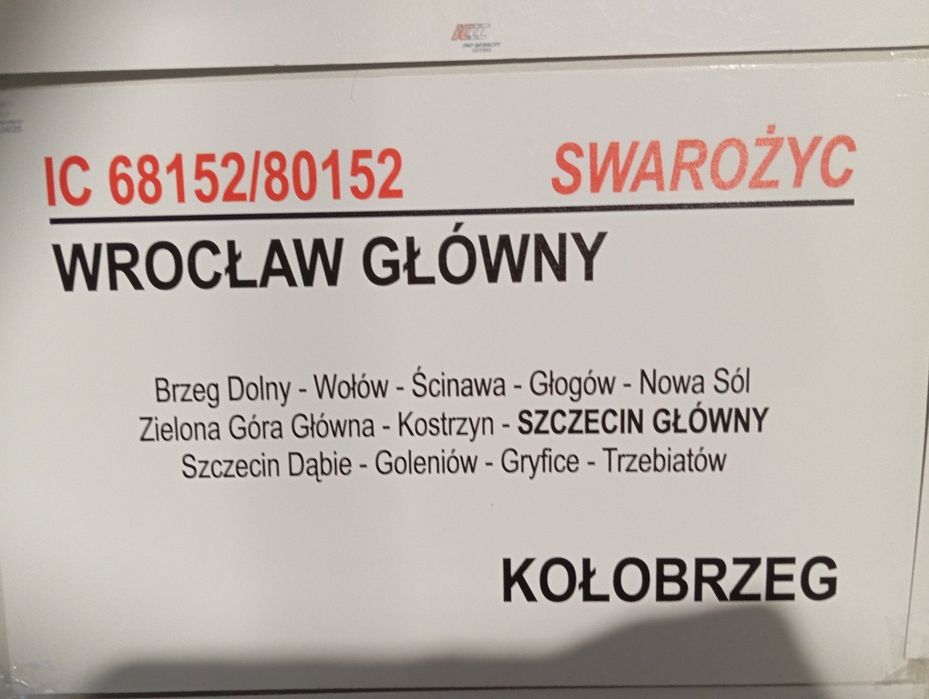 IC 68152/80152 SWAROŻYC
WROCŁAW GŁÓWNY
Brzeg Dolny - Wołów - Ścinawa - Głogów - Nowa Sól
Zielona Góra Główna - Kostrzyn - SZCZECIN GŁÓWNY
Szczecin Dąbie - Goleniów - Gryfice - Trzebiatów
KOŁOBRZEG